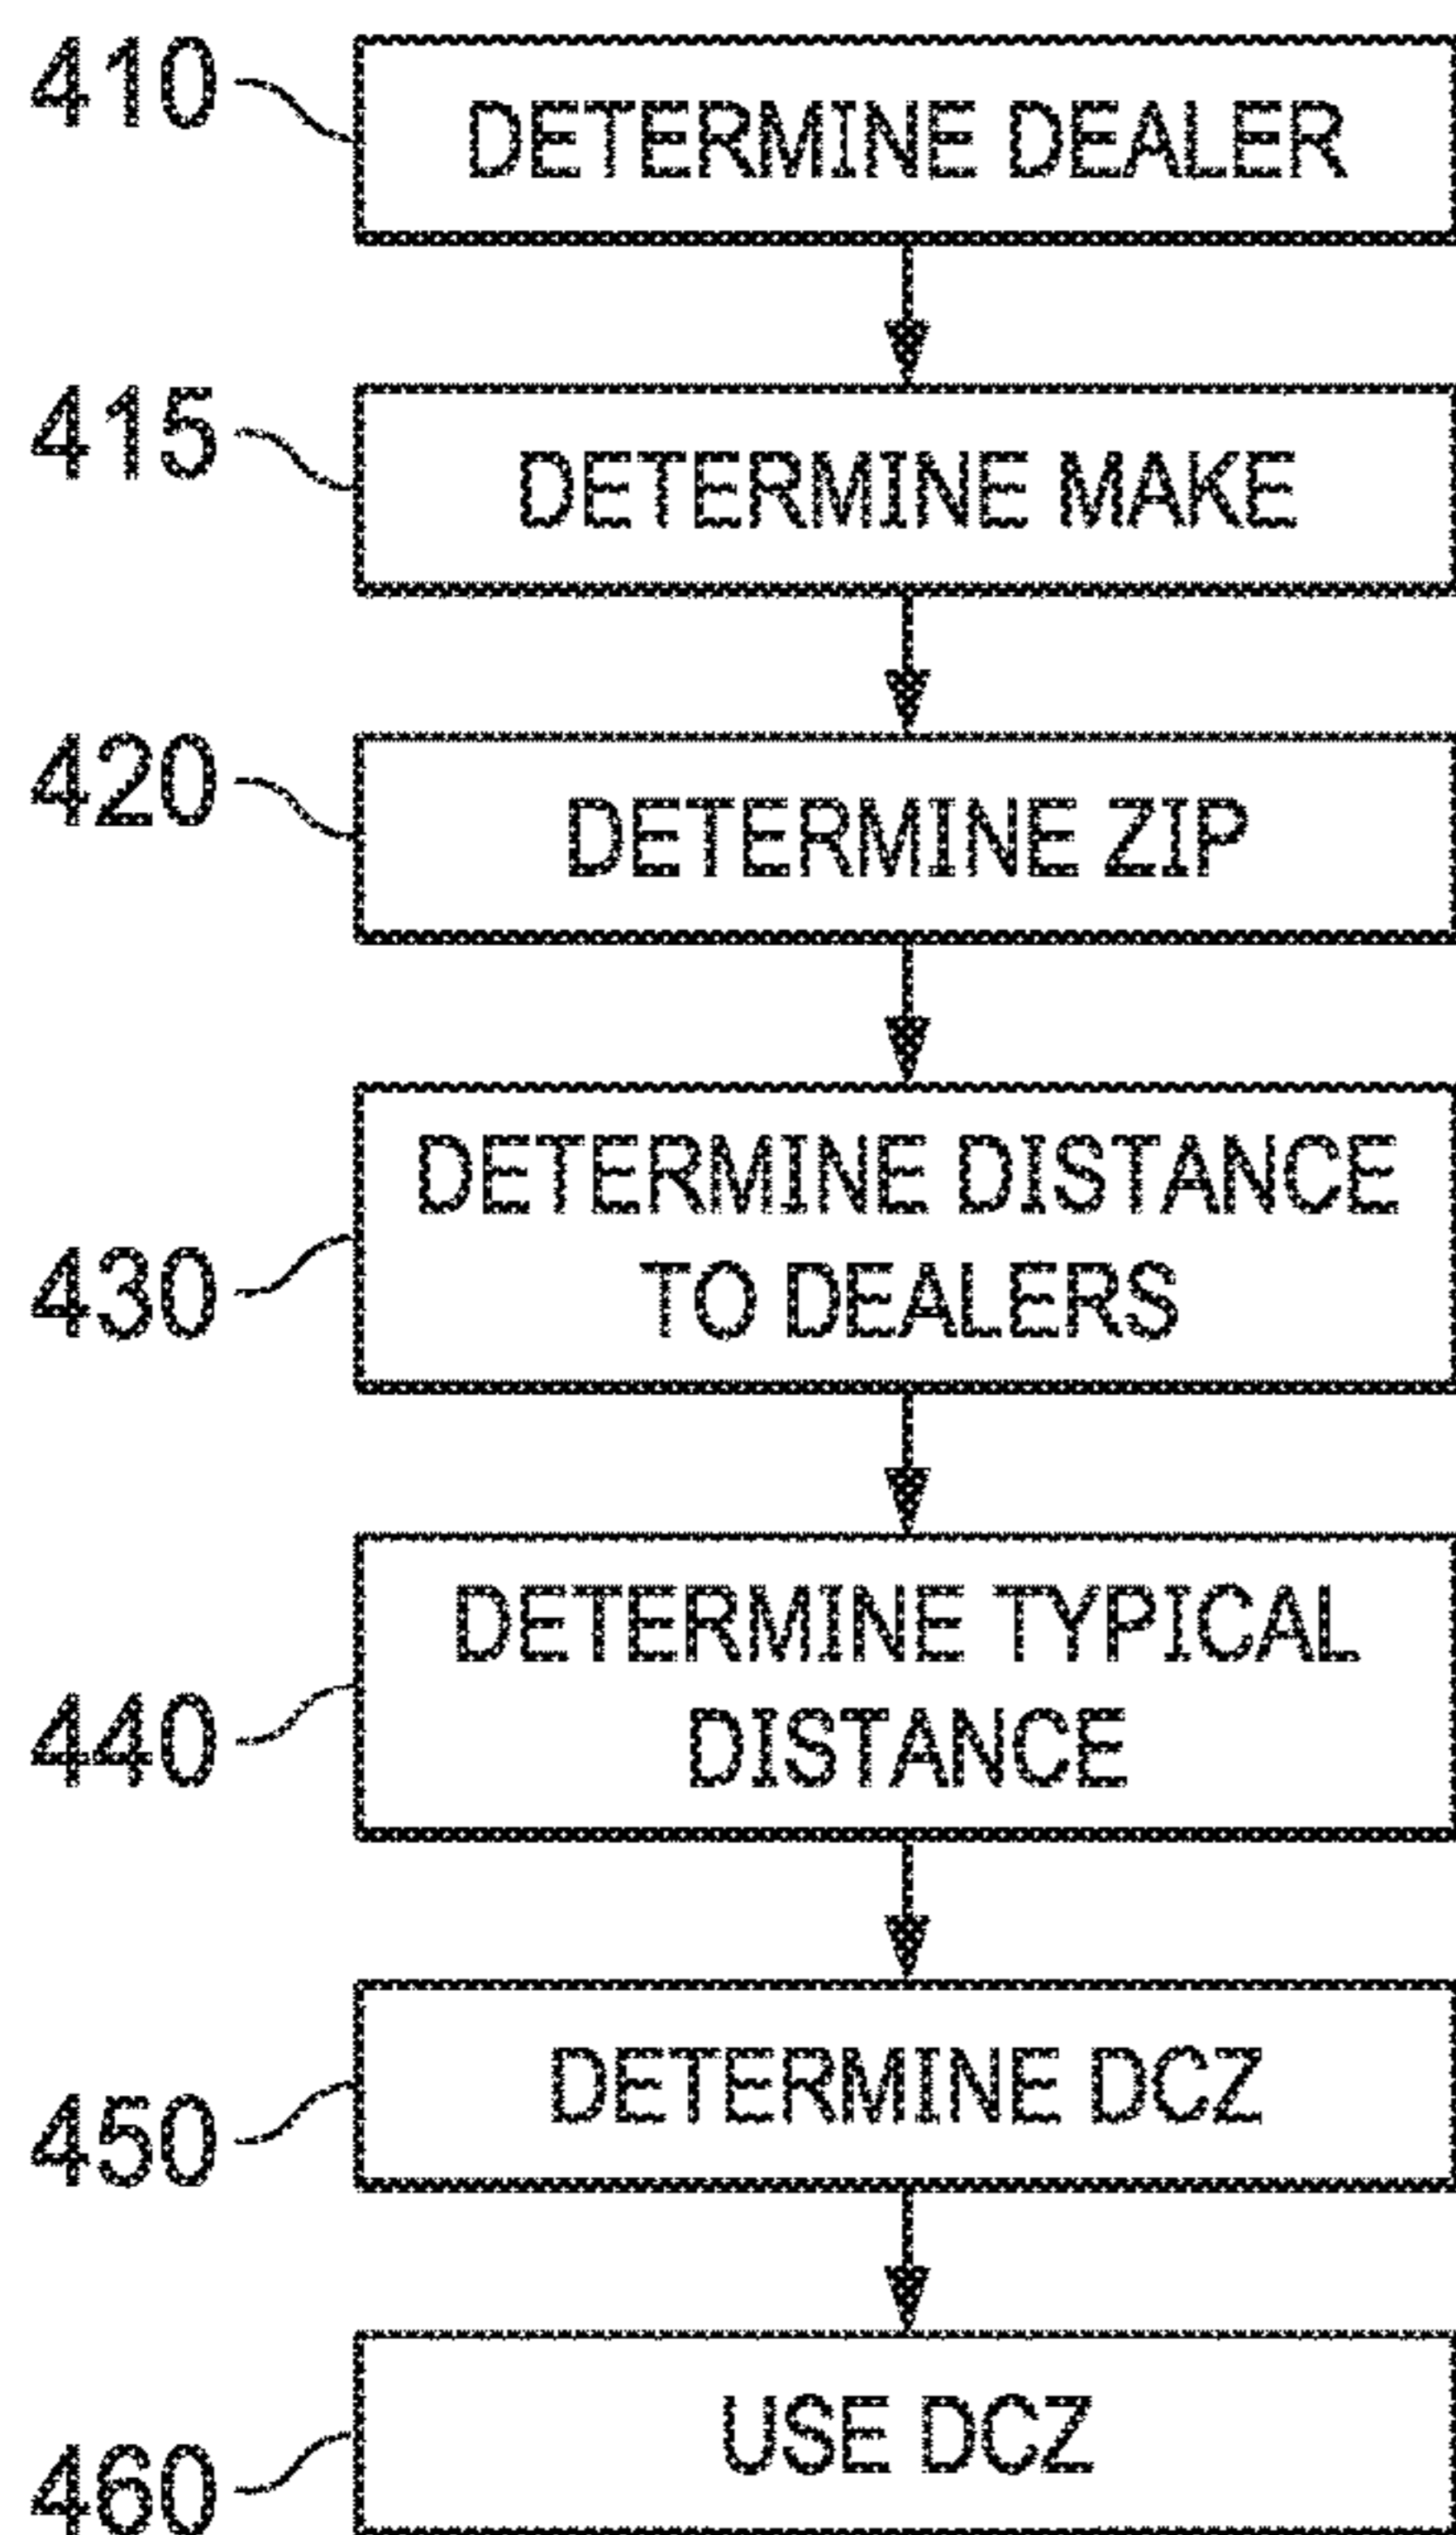 410
DETERMINE DEALER
415
DETERMINE MAKE
420
DETERMINE ZIP
430
DETERMINE DISTANCE
TO DEALERS
440
DETERMINE TYPICAL
DISTANCE
450
DETERMINE DCZ
460
USE DCZ